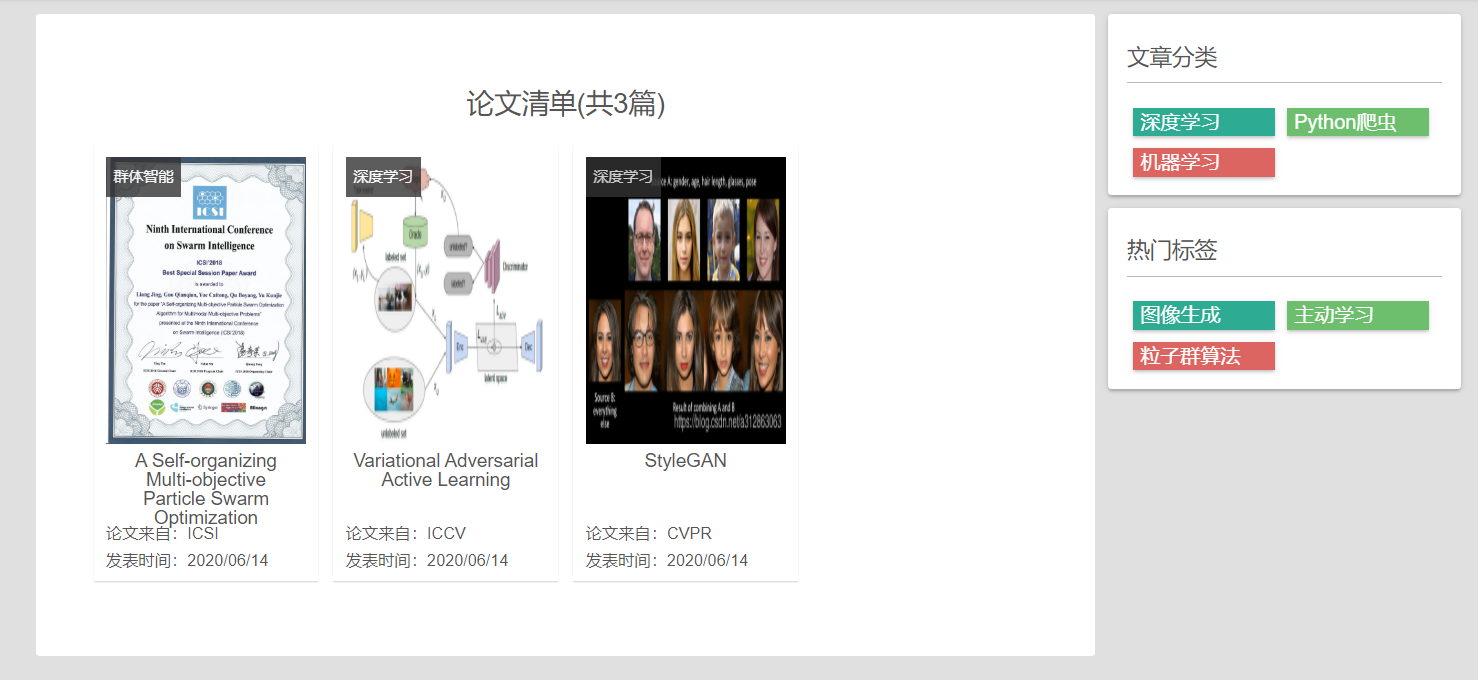 论文清单(共3篇)
群体智能
ICSI
Ninth International Conference
on Swarm Intelligence
ICSI'2018
Best Special Session Paper Award
is awarded to
Liang Jing, Guo Qianqian, Yue Caitong, Qu Boyang, Yu Kunjie
for the paper "A Self-organizing Multi-objective Particle Swarm Optimization
Algorithm for Multimodal Multi-objective Problems"
presented at the Ninth International Conference
on Swarm Intelligence (ICSI'2018)
A Self-organizing
Multi-objective
Particle Swarm
Optimization
论文来自：ICSI
发表时间：2020/06/14
深度学习
Oracle
labeled set
unlabeled?
labeled?
Discriminator
Enc
Dec
latent space
unlabeled set
Variational Adversarial
Active Learning
论文来自：ICCV
发表时间：2020/06/14
深度学习
ce A: gender, age, hair length, glasses, pose
Source B:
everything
else
Result of combining A and B
https://blog.csdn.net/a312863063
StyleGAN
论文来自：CVPR
发表时间：2020/06/14
文章分类
深度学习
Python爬虫
机器学习
热门标签
图像生成
主动学习
粒子群算法